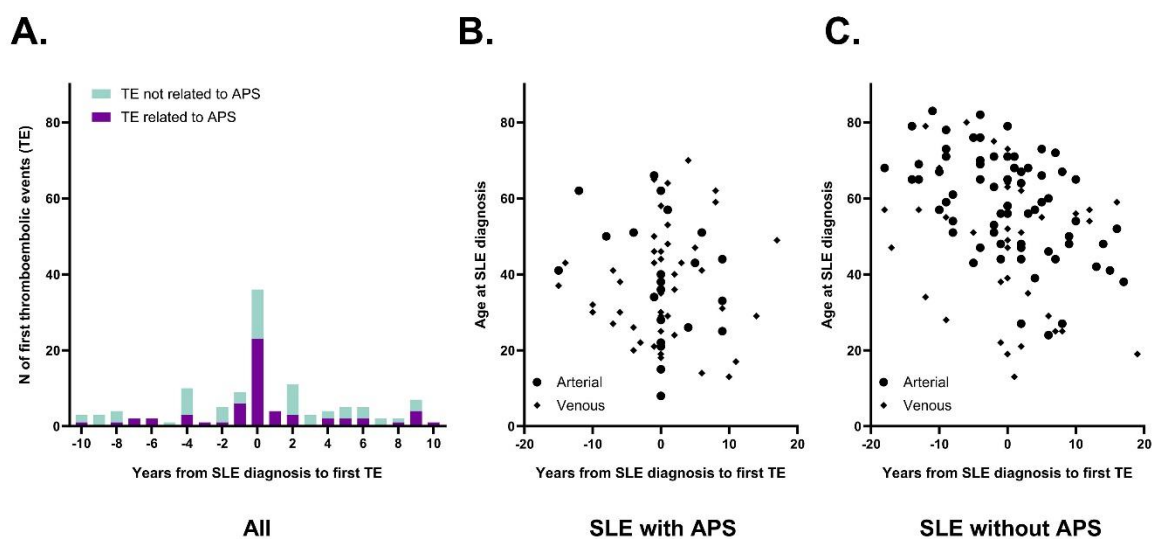 A.
B.
C.
TE not related to APS
TE related to APS
N of first thromboembolic events (TE)
80
60
40
20
0
-10 -8 -6 -4 -2 0 2 4 6 8 10
Years from SLE diagnosis to first TE
All
Age at SLE diagnosis
80
60
40
20
0
Arterial
Venous
-20 -10 0 10 20
Years from SLE diagnosis to first TE
SLE with APS
Age at SLE diagnosis
80
60
40
20
0
Arterial
Venous
-20 -10 0 10 20
Years from SLE diagnosis to first TE
SLE without APS